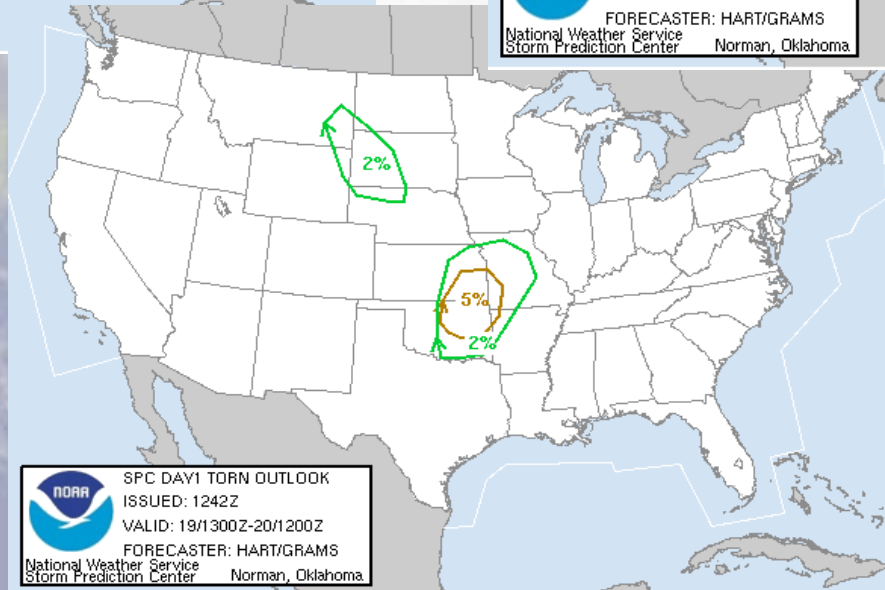 FORECASTER: HART/GRAMS
National Weather Service
Storm Prediction Center Norman, Oklahoma
2%
5%
2%
NOAA
SPC DAY1 TORN OUTLOOK
ISSUED: 1242Z
VALID: 19/1300Z-20/1200Z
FORECASTER: HART/GRAMS
National Weather Service
Storm Prediction Center Norman, Oklahoma